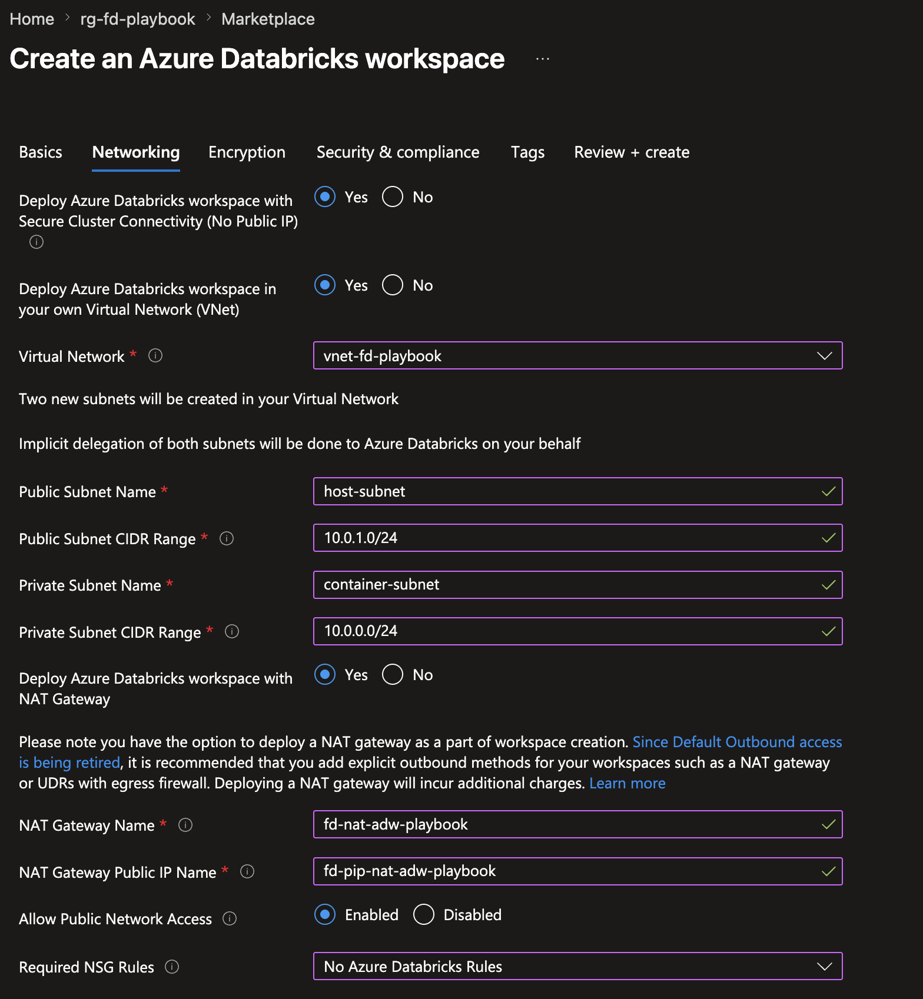 Home > rg-fd-playbook > Marketplace
Create an Azure Databricks workspace ...
Basics Networking Encryption Security & compliance Tags Review + create
Deploy Azure Databricks workspace with
Secure Cluster Connectivity (No Public IP)
Yes No
Deploy Azure Databricks workspace in
your own Virtual Network (VNet)
Yes No
Virtual Network * vnet-fd-playbook
Two new subnets will be created in your Virtual Network
Implicit delegation of both subnets will be done to Azure Databricks on your behalf
Public Subnet Name * host-subnet
Public Subnet CIDR Range * 10.0.1.0/24
Private Subnet Name * container-subnet
Private Subnet CIDR Range * 10.0.0.0/24
Deploy Azure Databricks workspace with
NAT Gateway
Yes No
Please note you have the option to deploy a NAT gateway as a part of workspace creation. Since Default Outbound access
is being retired, it is recommended that you add explicit outbound methods for your workspaces such as a NAT gateway
or UDRs with egress firewall. Deploying a NAT gateway will incur additional charges. Learn more
NAT Gateway Name * fd-nat-adw-playbook
NAT Gateway Public IP Name * fd-pip-nat-adw-playbook
Allow Public Network Access Enabled Disabled
Required NSG Rules No Azure Databricks Rules